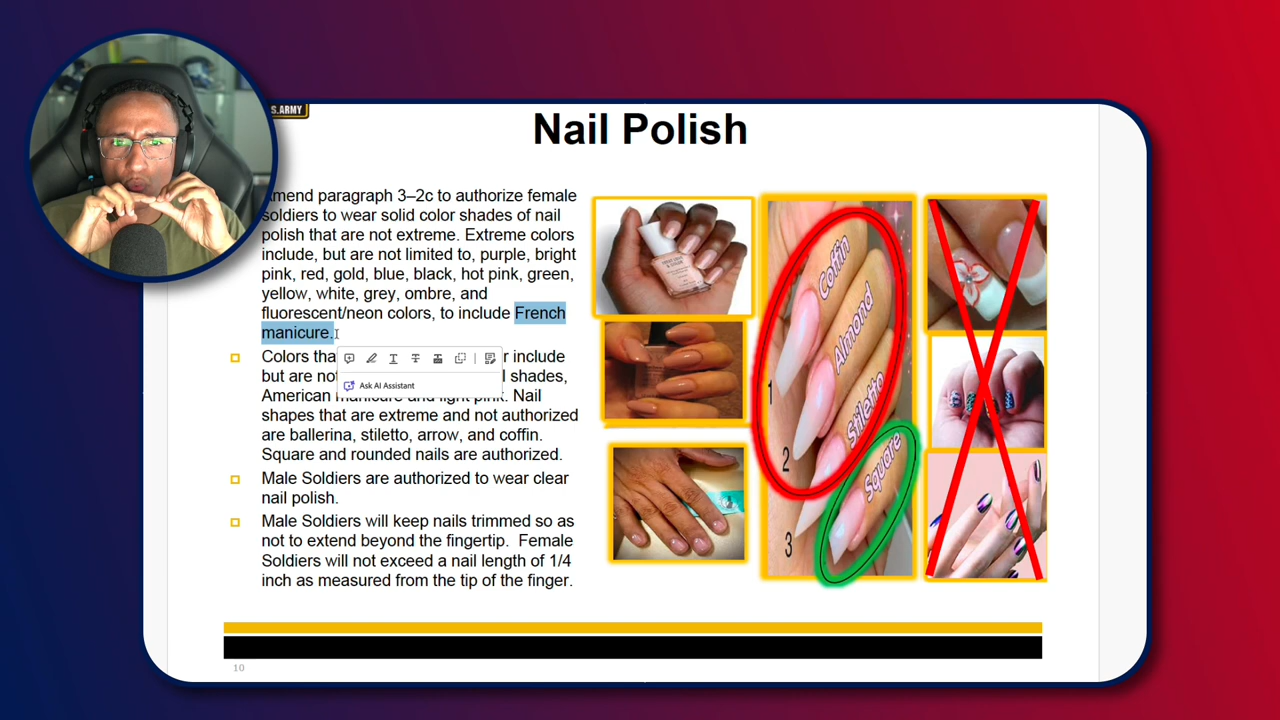 S.ARMY
Nail Polish
mend paragraph 3–2c to authorize female
soldiers to wear solid color shades of nail
polish that are not extreme. Extreme colors
include, but are not limited to, purple, bright
pink, red, gold, blue, black, hot pink, green,
yellow, white, grey, ombre, and
fluorescent/neon colors, to include French
manicure.
Colors tha r include
but are not l shades,
American manicure and light pink. Nail
shapes that are extreme and not authorized
are ballerina, stiletto, arrow, and coffin.
Square and rounded nails are authorized.
Male Soldiers are authorized to wear clear
nail polish.
Male Soldiers will keep nails trimmed so as
not to extend beyond the fingertip. Female
Soldiers will not exceed a nail length of 1/4
inch as measured from the tip of the finger.
Ask AI Assistant
Coffin
Almond
Stiletto
Square
1
2
3
10